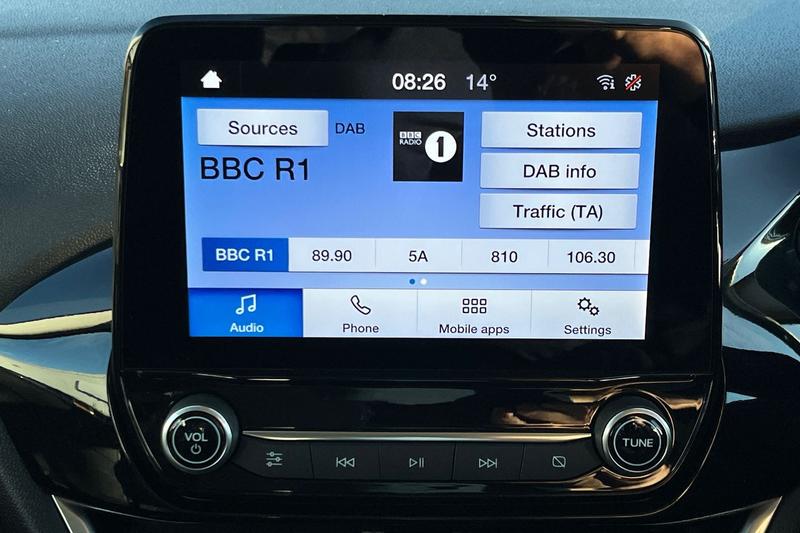 08:26 14°
Sources DAB
BBC RADIO 1
Stations
BBC R1
DAB info
Traffic (TA)
BBC R1 89.90 5A 810 106.30
Audio Phone Mobile apps Settings
VOL TUNE